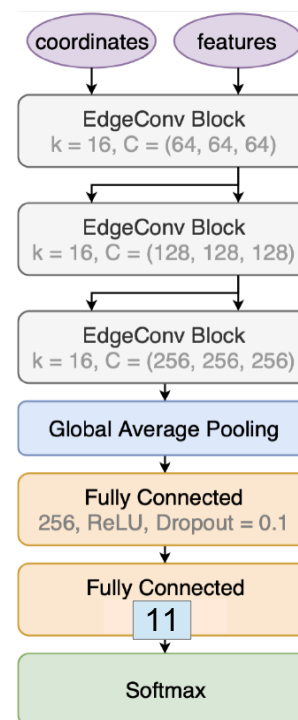 coordinates features
EdgeConv Block
k = 16, C = (64, 64, 64)
EdgeConv Block
k = 16, C = (128, 128, 128)
EdgeConv Block
k = 16, C = (256, 256, 256)
Global Average Pooling
Fully Connected
256, ReLU, Dropout = 0.1
Fully Connected
11
Softmax